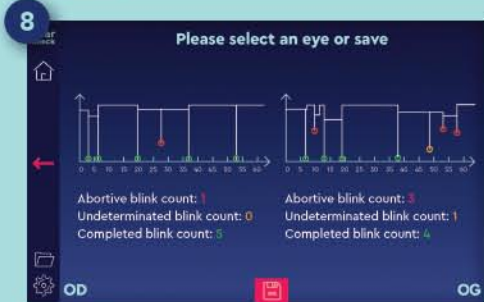 8
Please select an eye or save
0 5 10 15 20 25 30 35 40 45 50 55 60
0 5 10 15 20 25 30 35 40 45 50 55 60
Abortive blink count: 1
Undeterminated blink count: 0
Completed blink count: 5
Abortive blink count: 3
Undeterminated blink count: 1
Completed blink count: 4
OD
OG